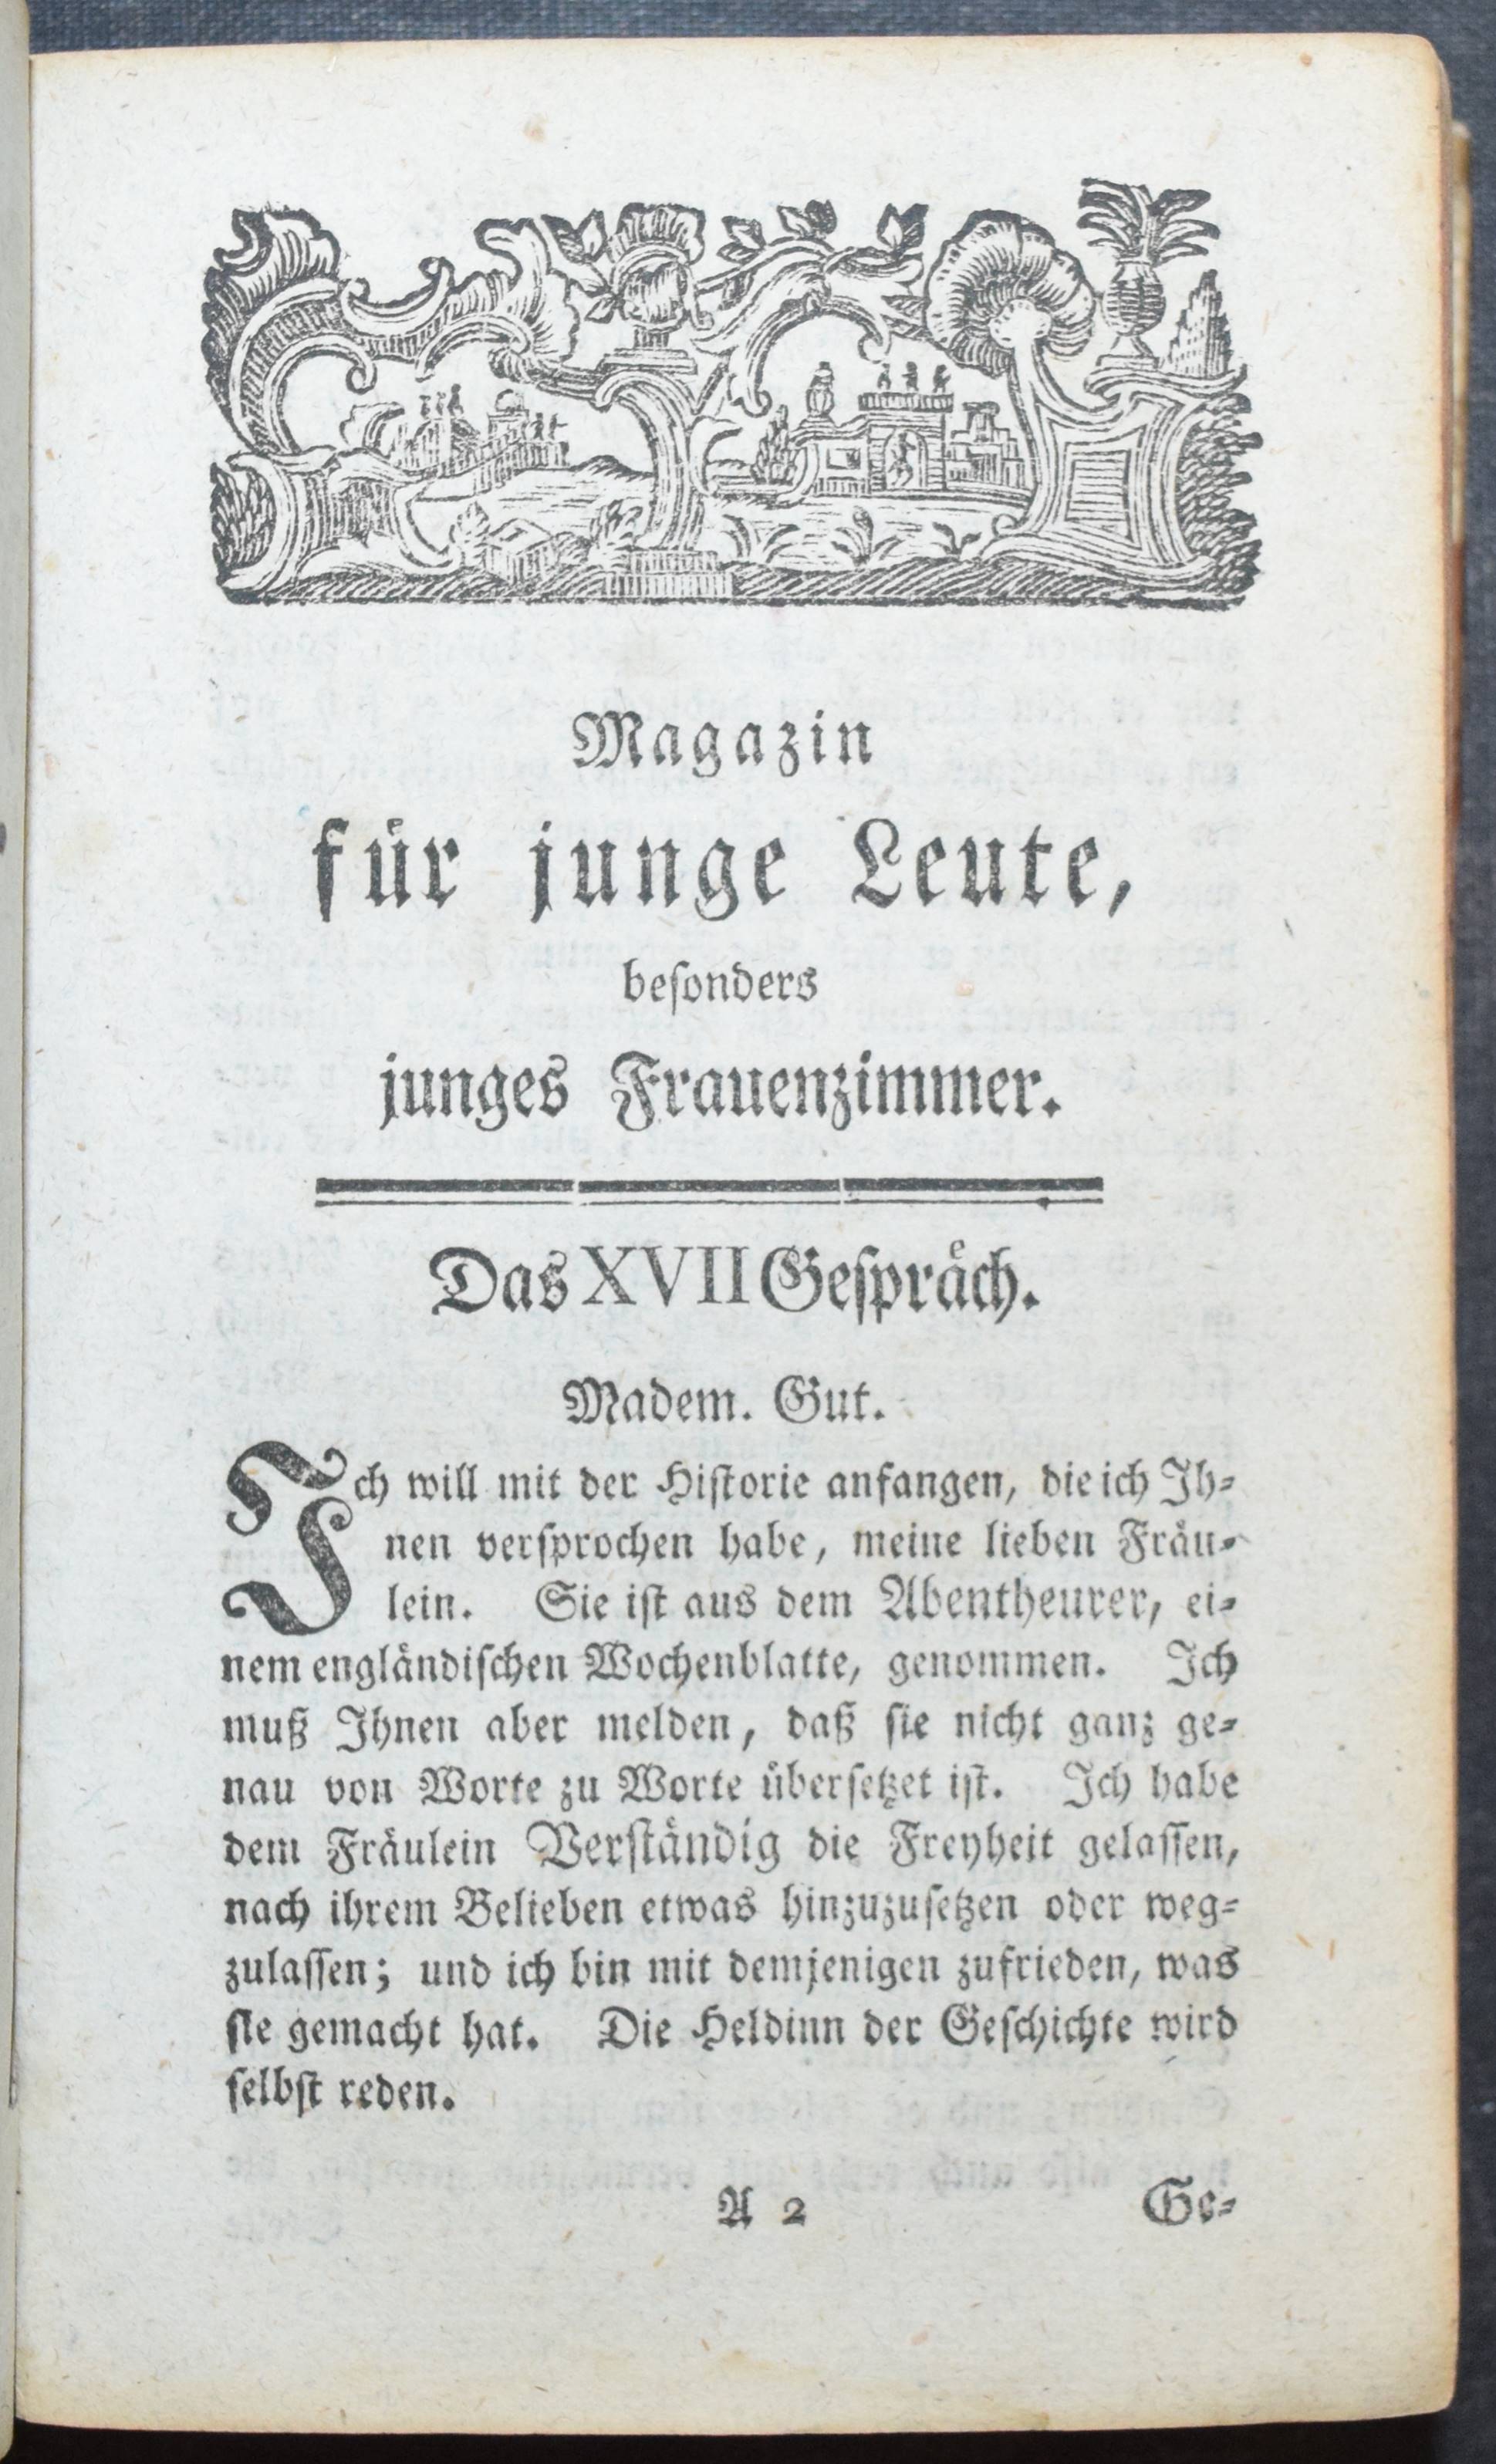 Magazin
für junge Leute,
beſonders
junges Frauenzimmer.
Das XVII Geſpräch.
Madem. Gut.
Ich will mit der Hiſtorie anfangen, die ich Ih-
nen verſprochen habe, meine lieben Fräu-
lein. Sie iſt aus dem Abentheurer, ei-
nem engländiſchen Wochenblatte, genommen. Ich
muß Ihnen aber melden, daß ſie nicht ganz ge-
nau von Worte zu Worte überſetzet iſt. Ich habe
dem Fräulein Verſtändig die Freyheit gelaſſen,
nach ihrem Belieben etwas hinzuzuſetzen oder weg-
zulaſſen; und ich bin mit demjenigen zufrieden, was
ſie gemacht hat. Die Heldinn der Geſchichte wird
ſelbſt reden.
A 2 Ge-